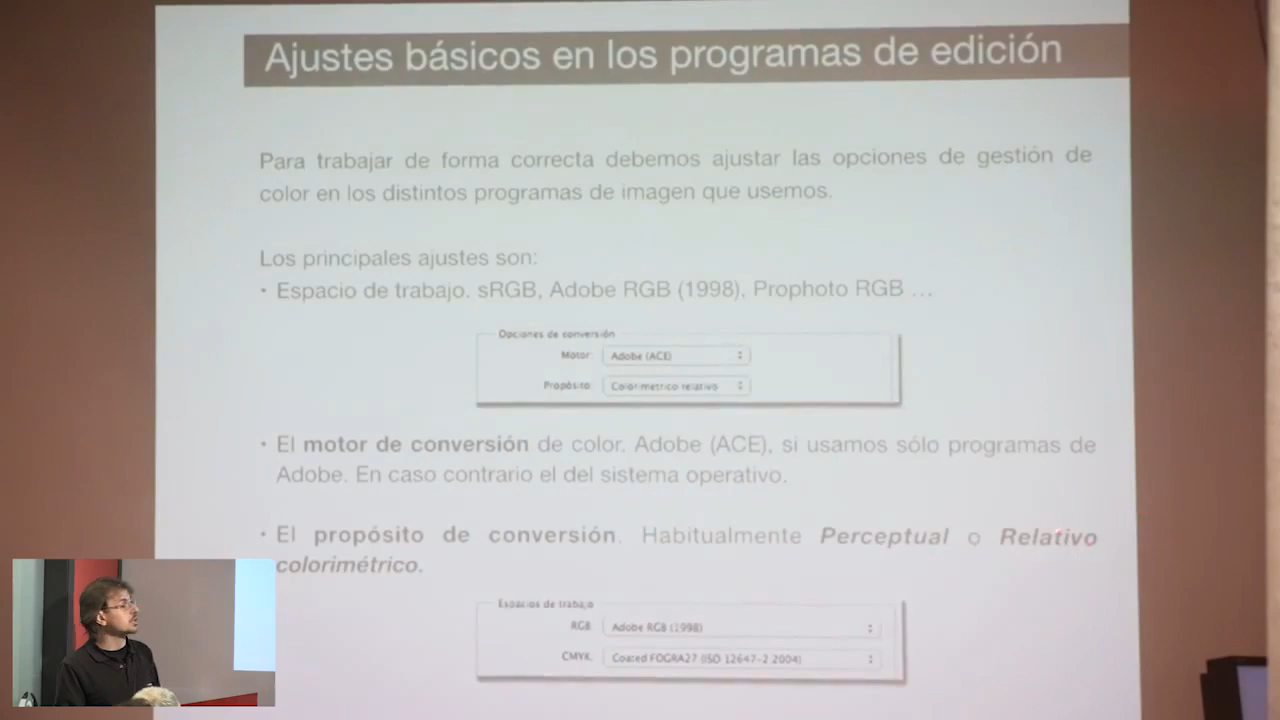 Ajustes básicos en los programas de edición
Para trabajar de forma correcta debemos ajustar las opciones de gestión de
color en los distintos programas de imagen que usemos.
Los principales ajustes son:
• Espacio de trabajo. sRGB, Adobe RGB (1998), Prophoto RGB ...
Opciones de conversión
Motor: Adobe (ACE)
Propósito: Colorimétrico relativo
• El motor de conversión de color. Adobe (ACE), si usamos sólo programas de
Adobe. En caso contrario el del sistema operativo.
• El propósito de conversión. Habitualmente Perceptual o Relativo
colorimétrico.
Espacios de trabajo
RGB: Adobe RGB (1998)
CMYK: Coated FOGRA27 (ISO 12647-2 2004)